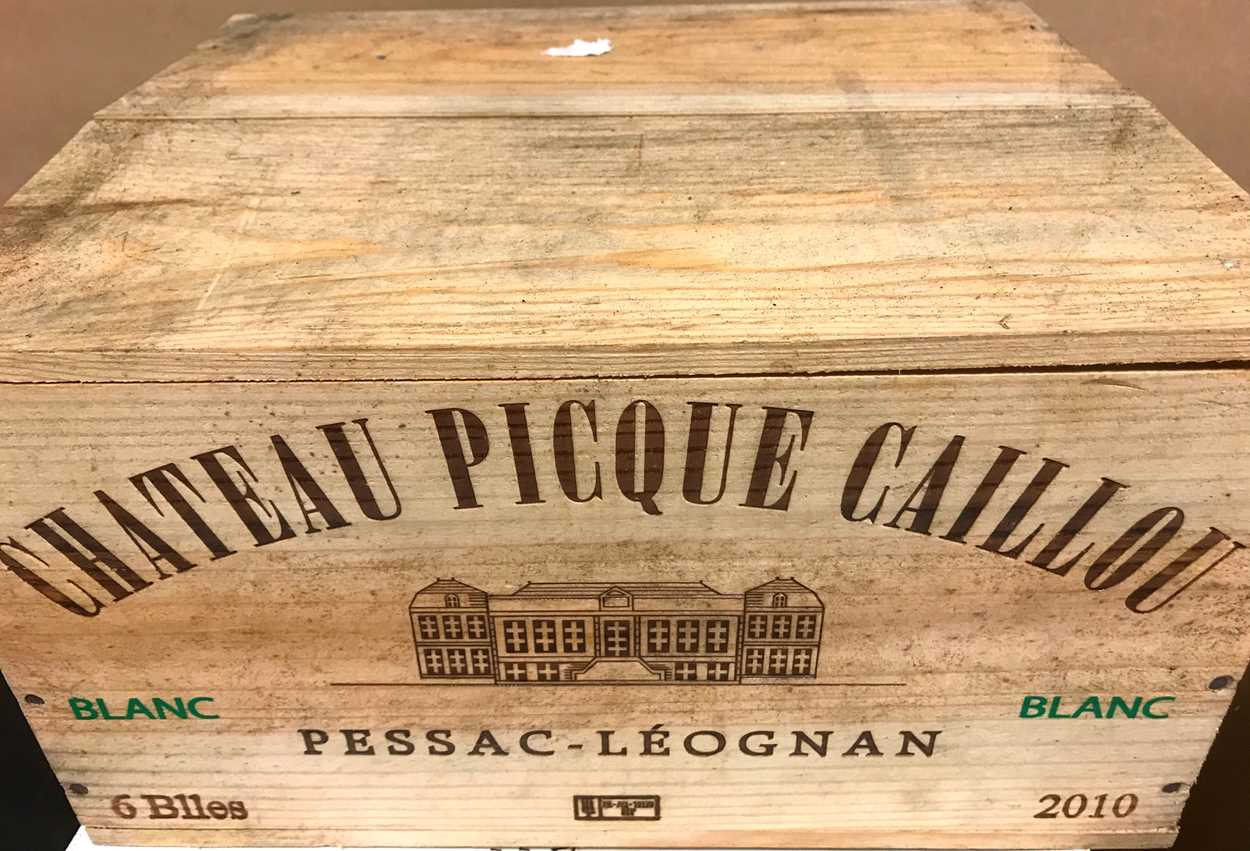 CHATEAU PICQUE CAILLOU
BLANC
BLANC
PESSAC-LÉOGNAN
6 Blles
2010